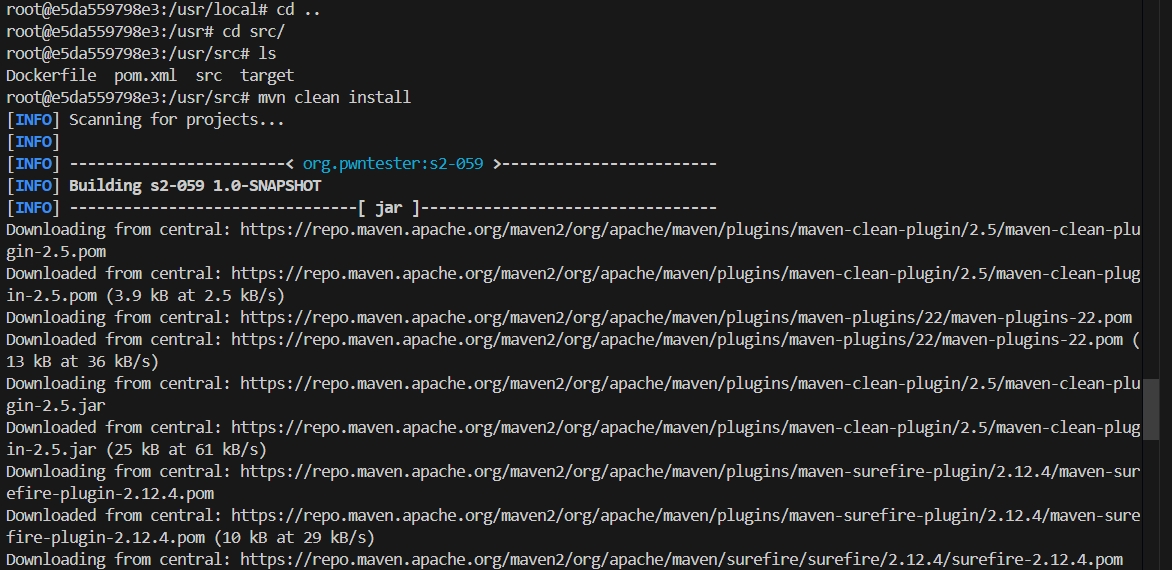 root@e5da559798e3:/usr/local# cd ..
root@e5da559798e3:/usr# cd src/
root@e5da559798e3:/usr/src# ls
Dockerfile  pom.xml  src  target
root@e5da559798e3:/usr/src# mvn clean install
[INFO] Scanning for projects...
[INFO]
[INFO] ------------------------< org.pwntester:s2-059 >------------------------
[INFO] Building s2-059 1.0-SNAPSHOT
[INFO] --------------------------------[ jar ]---------------------------------
Downloading from central: https://repo.maven.apache.org/maven2/org/apache/maven/plugins/maven-clean-plugin/2.5/maven-clean-plu
gin-2.5.pom
Downloaded from central: https://repo.maven.apache.org/maven2/org/apache/maven/plugins/maven-clean-plugin/2.5/maven-clean-plug
in-2.5.pom (3.9 kB at 2.5 kB/s)
Downloading from central: https://repo.maven.apache.org/maven2/org/apache/maven/plugins/maven-plugins/22/maven-plugins-22.pom
Downloaded from central: https://repo.maven.apache.org/maven2/org/apache/maven/plugins/maven-plugins/22/maven-plugins-22.pom (
13 kB at 36 kB/s)
Downloading from central: https://repo.maven.apache.org/maven2/org/apache/maven/plugins/maven-clean-plugin/2.5/maven-clean-plu
gin-2.5.jar
Downloaded from central: https://repo.maven.apache.org/maven2/org/apache/maven/plugins/maven-clean-plugin/2.5/maven-clean-plug
in-2.5.jar (25 kB at 61 kB/s)
Downloading from central: https://repo.maven.apache.org/maven2/org/apache/maven/plugins/maven-surefire-plugin/2.12.4/maven-sur
efire-plugin-2.12.4.pom
Downloaded from central: https://repo.maven.apache.org/maven2/org/apache/maven/plugins/maven-surefire-plugin/2.12.4/maven-sure
fire-plugin-2.12.4.pom (10 kB at 29 kB/s)
Downloading from central: https://repo.maven.apache.org/maven2/org/apache/maven/surefire/surefire/2.12.4/surefire-2.12.4.pom